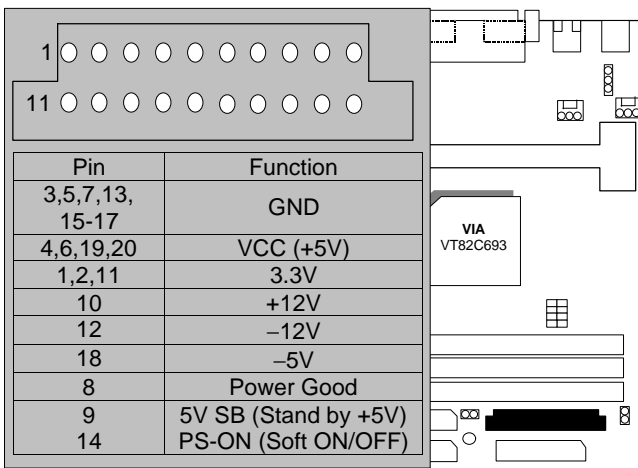 1
11
Pin Function
3,5,7,13,
15-17 GND
4,6,19,20 VCC (+5V)
1,2,11 3.3V
10 +12V
12 –12V
18 –5V
8 Power Good
9 5V SB (Stand by +5V)
14 PS-ON (Soft ON/OFF)
VIA
VT82C693